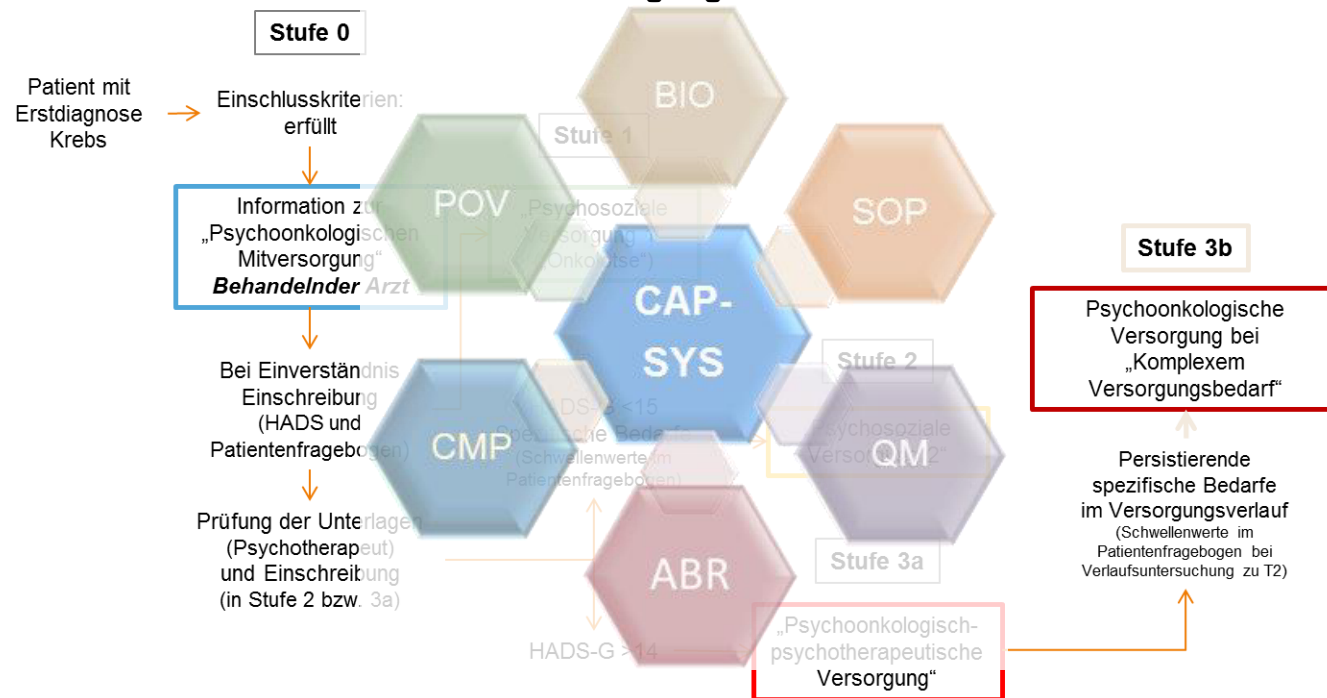 Stufe 0
Patient mit
Erstdiagnose
Krebs
Einschlusskriterien:
erfüllt
Information zur
„Psychoonkologischen
Mitversorgung“
Behandelnder Arzt
Bei Einverständnis
Einschreibung
(HADS und
Patientenfragebogen)
Prüfung der Unterlagen
(Psychotherapeut)
und Einschreibung
(in Stufe 2 bzw. 3a)
BIO
Stufe 1
POV
„Psychosoziale
Versorgung
SOP
CAP-
SYS
Stufe 2
HADS-G <15
Spezifische Bedarfe
(Schwellenwerte im
Patientenfragebogen)
CMP
Psychosoziale
QM
ABR
Stufe 3a
HADS-G >14
„Psychoonkologisch-
psychotherapeutische
Versorgung“
Stufe 3b
Psychoonkologische
Versorgung bei
„Komplexem
Versorgungsbedarf“
Persistierende
spezifische Bedarfe
im Versorgungsverlauf
(Schwellenwerte im
Patientenfragebogen bei
Verlaufsuntersuchung zu T2)